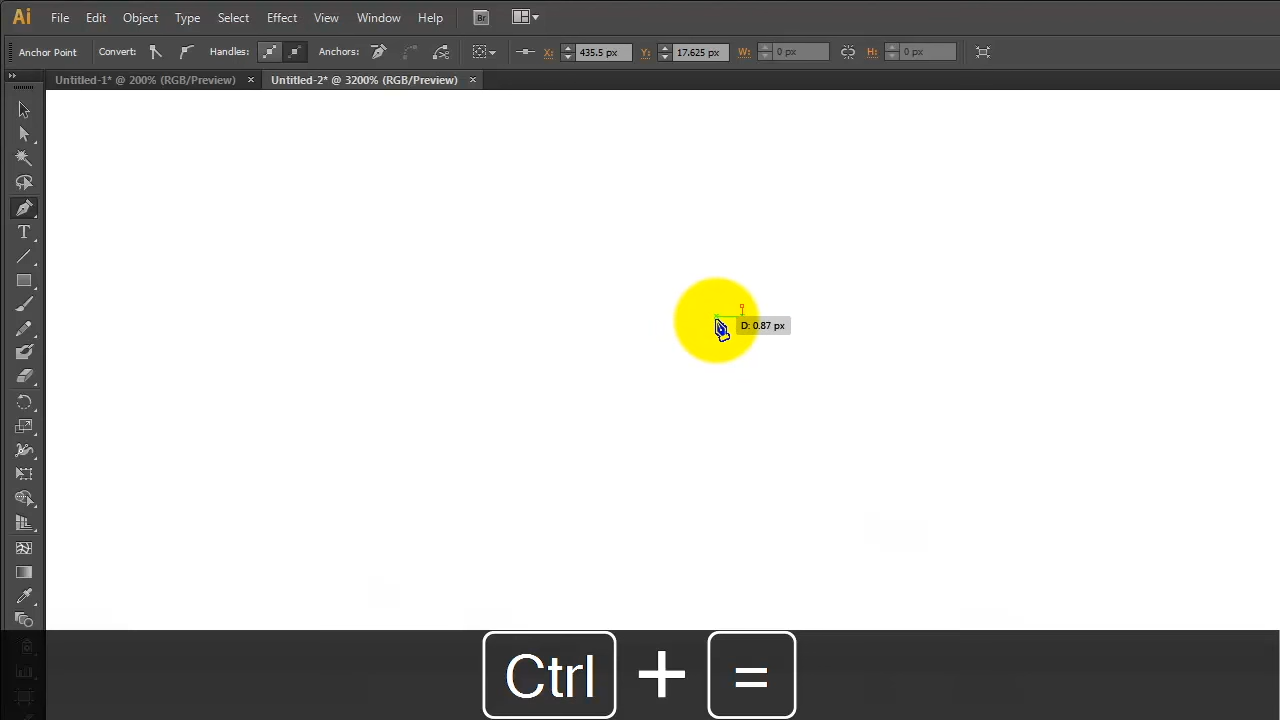 Ai File Edit Object Type Select Effect View Window Help Br
Anchor Point Convert: Handles: Anchors: X: 435.5 px Y: 17.625 px W: 0 px H: 0 px
Untitled-1* @ 200% (RGB/Preview) × Untitled-2* @ 3200% (RGB/Preview) ×
T
D: 0.87 px
Ctrl + =